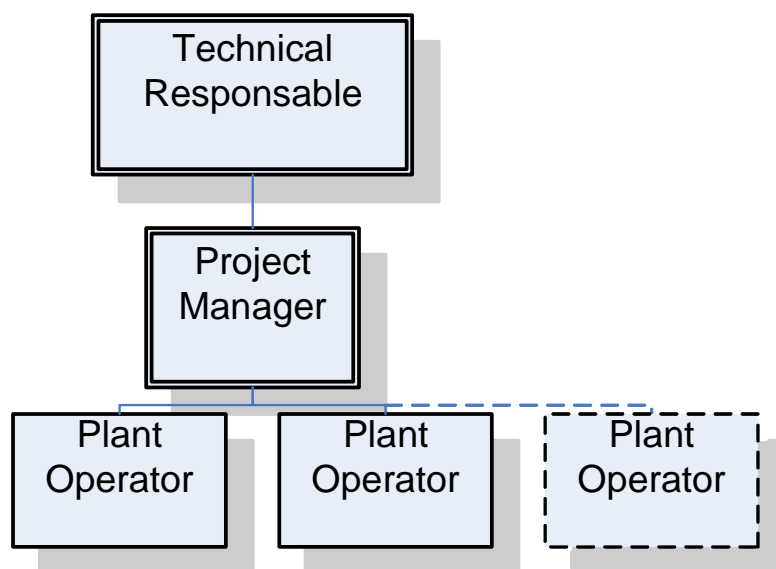 Technical
Responsable
Project
Manager
Plant
Operator
Plant
Operator
Plant
Operator